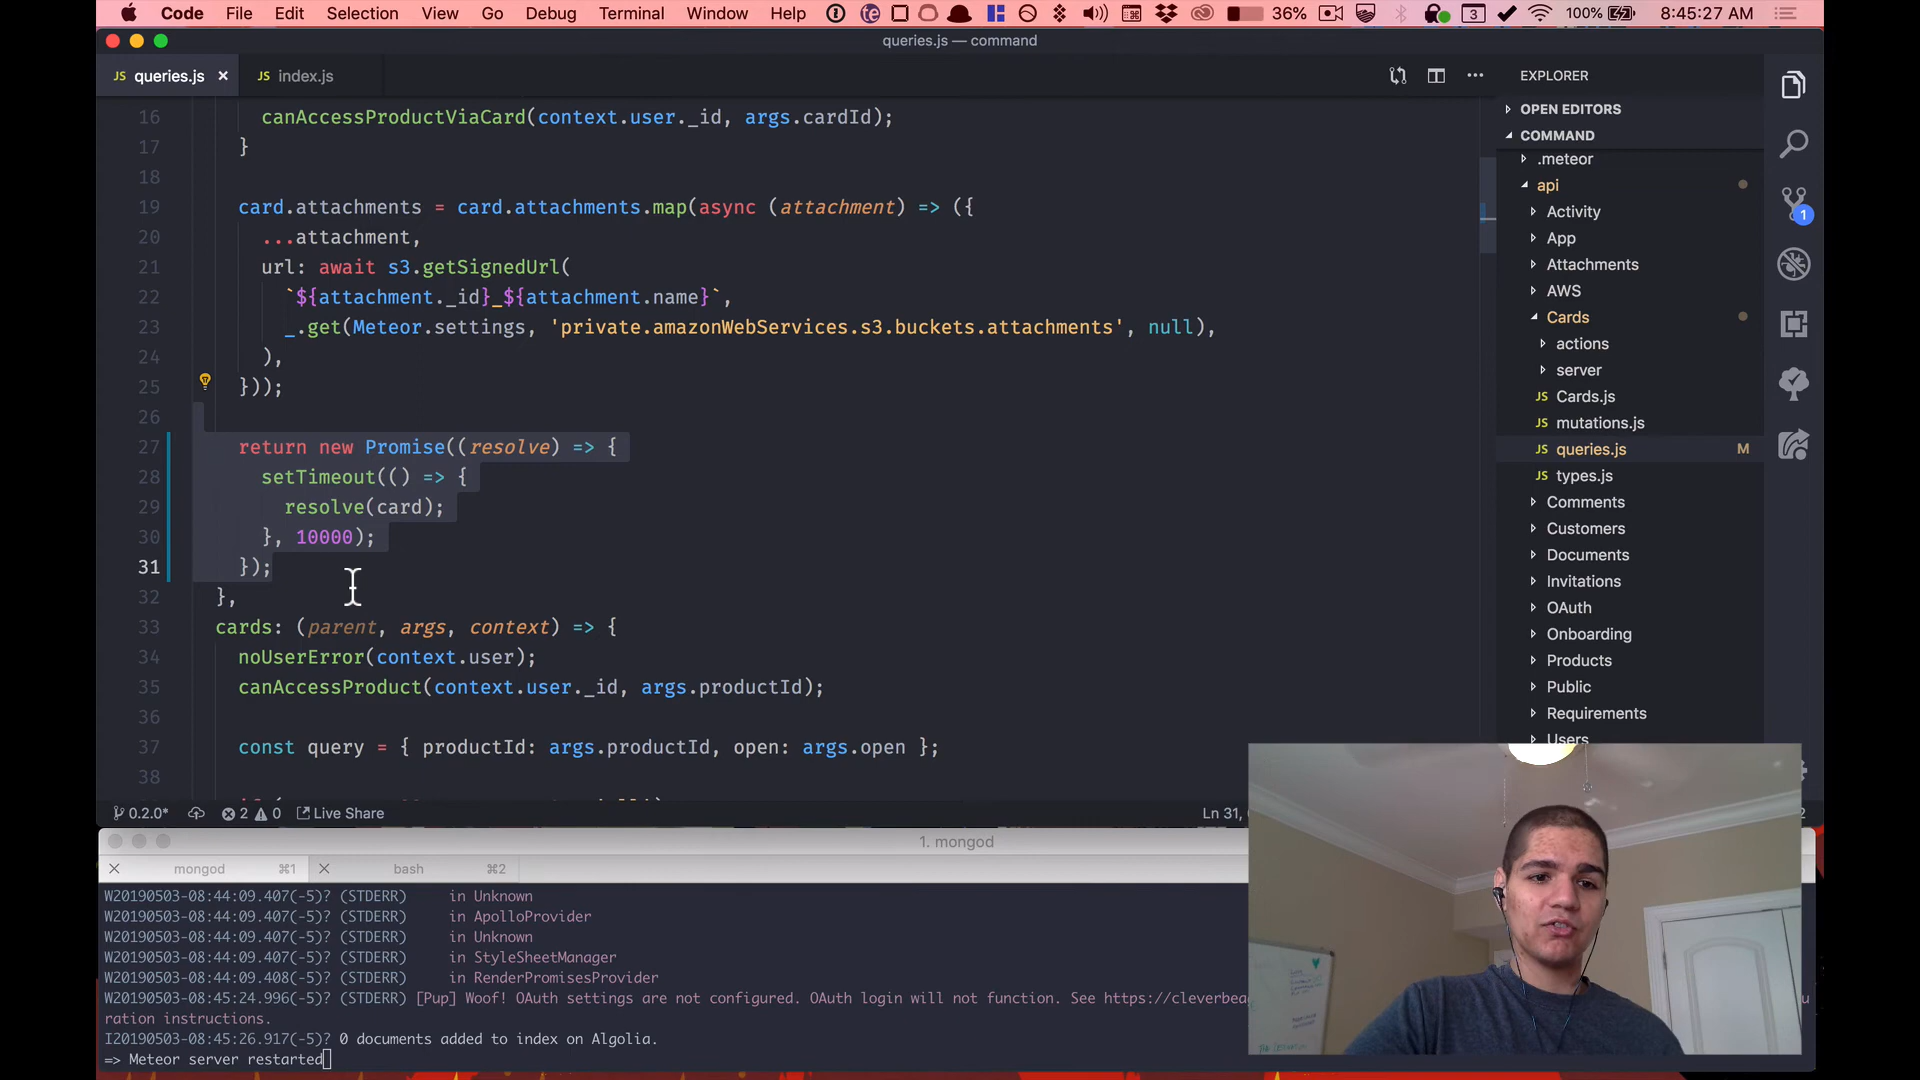 Code File Edit Selection View Go Debug Terminal Window Help 36% 3 100% 8:45:27 AM
queries.js — command
JS queries.js × JS index.js
EXPLORER
OPEN EDITORS
COMMAND
.meteor
api
Activity
App
Attachments
AWS
Cards
actions
server
JS Cards.js
JS mutations.js
JS queries.js M
JS types.js
Comments
Customers
Documents
Invitations
OAuth
Onboarding
Products
Public
Requirements
Users
1
16 canAccessProductViaCard(context.user._id, args.cardId);
17 }
18
19 card.attachments = card.attachments.map(async (attachment) => ({
20 ...attachment,
21 url: await s3.getSignedUrl(
22 `${attachment._id}_${attachment.name}`,
23 _.get(Meteor.settings, 'private.amazonWebServices.s3.buckets.attachments', null),
24 ),
25 }));
26
27 return new Promise((resolve) => {
28 setTimeout(() => {
29 resolve(card);
30 }, 10000);
31 });
32 },
33 cards: (parent, args, context) => {
34 noUserError(context.user);
35 canAccessProduct(context.user._id, args.productId);
36
37 const query = { productId: args.productId, open: args.open };
38
0.2.0* 2 0 Live Share Ln 31,
1. mongod
× mongod ⌘1 × bash ⌘2
W20190503-08:44:09.407(-5)? (STDERR) in Unknown
W20190503-08:44:09.407(-5)? (STDERR) in ApolloProvider
W20190503-08:44:09.407(-5)? (STDERR) in Unknown
W20190503-08:44:09.407(-5)? (STDERR) in StyleSheetManager
W20190503-08:44:09.408(-5)? (STDERR) in RenderPromisesProvider
W20190503-08:45:24.996(-5)? (STDERR) [Pup] Woof! OAuth settings are not configured. OAuth login will not function. See https://cleverbea
ration instructions.
I20190503-08:45:26.917(-5)? 0 documents added to index on Algolia.
=> Meteor server restarted